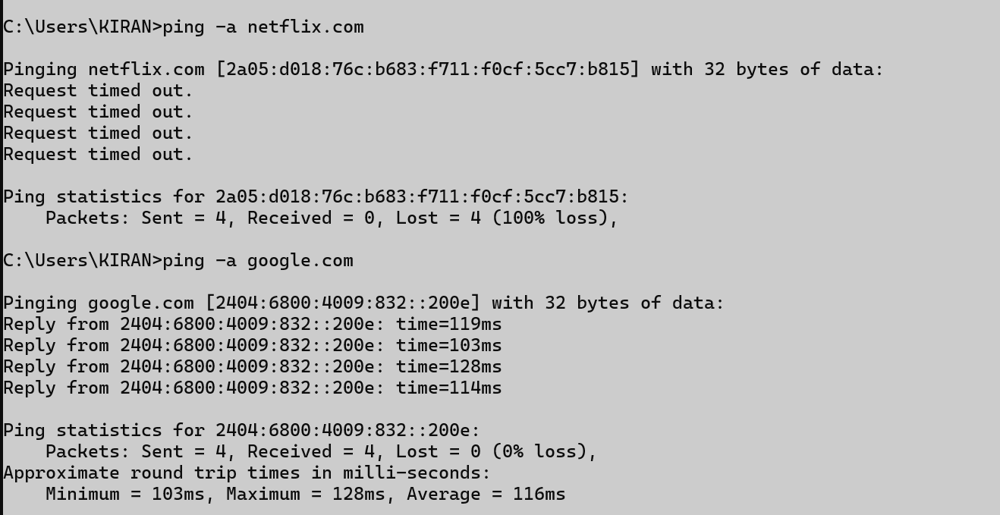 C:\Users\KIRAN>ping -a netflix.com
Pinging netflix.com [2a05:d018:76c:b683:f711:f0cf:5cc7:b815] with 32 bytes of data:
Request timed out.
Request timed out.
Request timed out.
Request timed out.
Ping statistics for 2a05:d018:76c:b683:f711:f0cf:5cc7:b815:
    Packets: Sent = 4, Received = 0, Lost = 4 (100% loss),
C:\Users\KIRAN>ping -a google.com
Pinging google.com [2404:6800:4009:832::200e] with 32 bytes of data:
Reply from 2404:6800:4009:832::200e: time=119ms
Reply from 2404:6800:4009:832::200e: time=103ms
Reply from 2404:6800:4009:832::200e: time=128ms
Reply from 2404:6800:4009:832::200e: time=114ms
Ping statistics for 2404:6800:4009:832::200e:
    Packets: Sent = 4, Received = 4, Lost = 0 (0% loss),
Approximate round trip times in milli-seconds:
    Minimum = 103ms, Maximum = 128ms, Average = 116ms